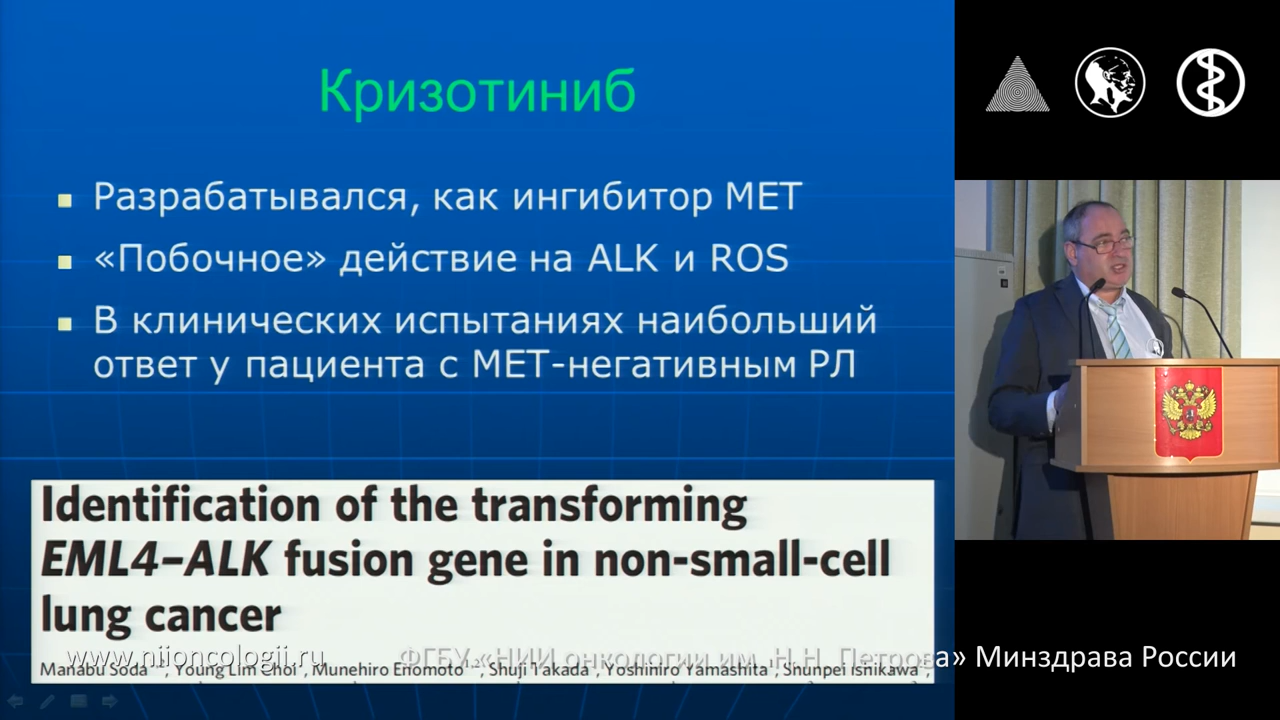 Кризотиниб
Разрабатывался, как ингибитор МЕТ
«Побочное» действие на ALK и ROS
В клинических испытаниях наибольший
ответ у пациента с МЕТ-негативным РЛ
Identification of the transforming
EML4–ALK fusion gene in non-small-cell
lung cancer
Manabu Soda, Young Lim Choi, Munehiro Enomoto, Shuji Takada, Yoshihiro Yamashita, Shunpei Ishikawa,
www.niioncologii.ru ФГБУ «НИИ онкологии им. Н.Н. Петрова» Минздрава России